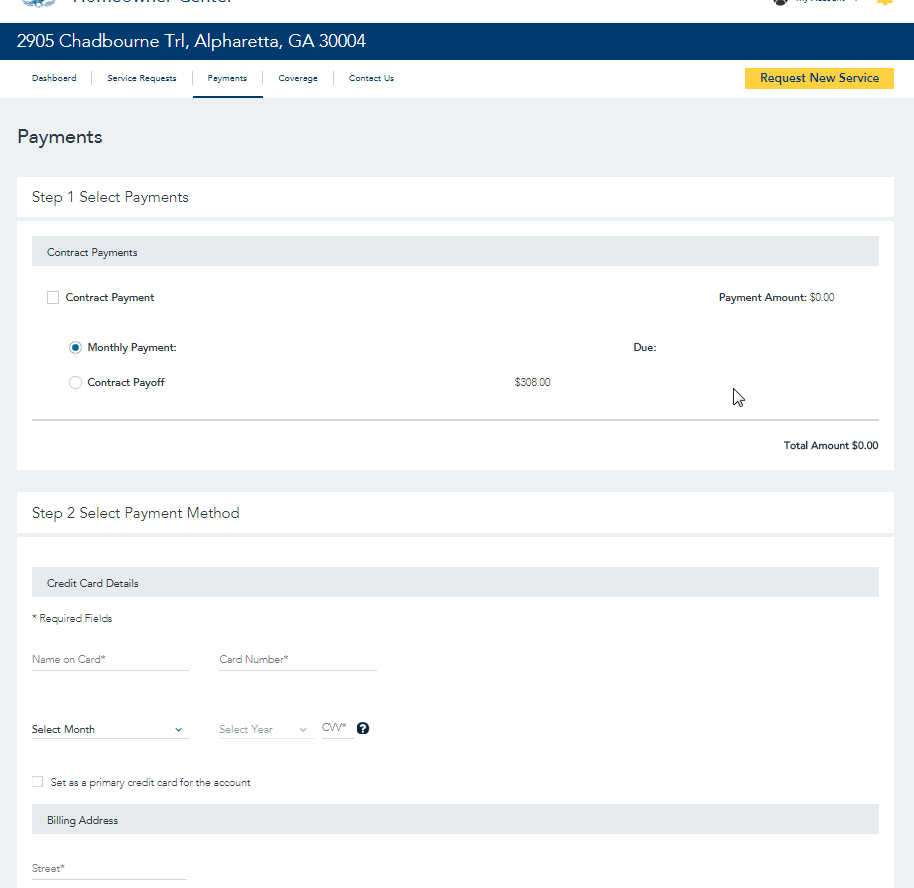 Homeowner Center
My Account
2905 Chadbourne Trl, Alpharetta, GA 30004
Dashboard Service Requests Payments Coverage Contact Us Request New Service
Payments
Step 1 Select Payments
Contract Payments
Contract Payment Payment Amount: $0.00
Monthly Payment: Due:
Contract Payoff $308.00
Total Amount $0.00
Step 2 Select Payment Method
Credit Card Details
* Required Fields
Name on Card* Card Number*
Select Month Select Year CVV* ?
Set as a primary credit card for the account
Billing Address
Street*